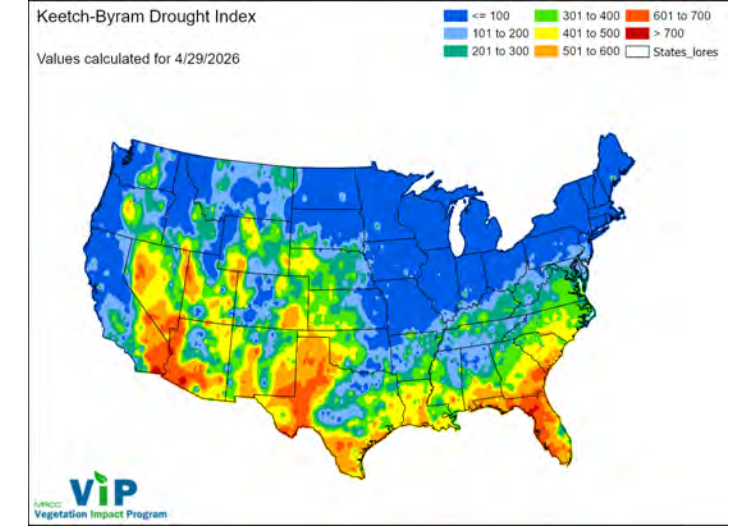 Keetch-Byram Drought Index
Values calculated for 4/29/2026
<= 100
301 to 400
601 to 700
101 to 200
401 to 500
> 700
201 to 300
501 to 600
States_lores
MRCC
ViP
Vegetation Impact Program